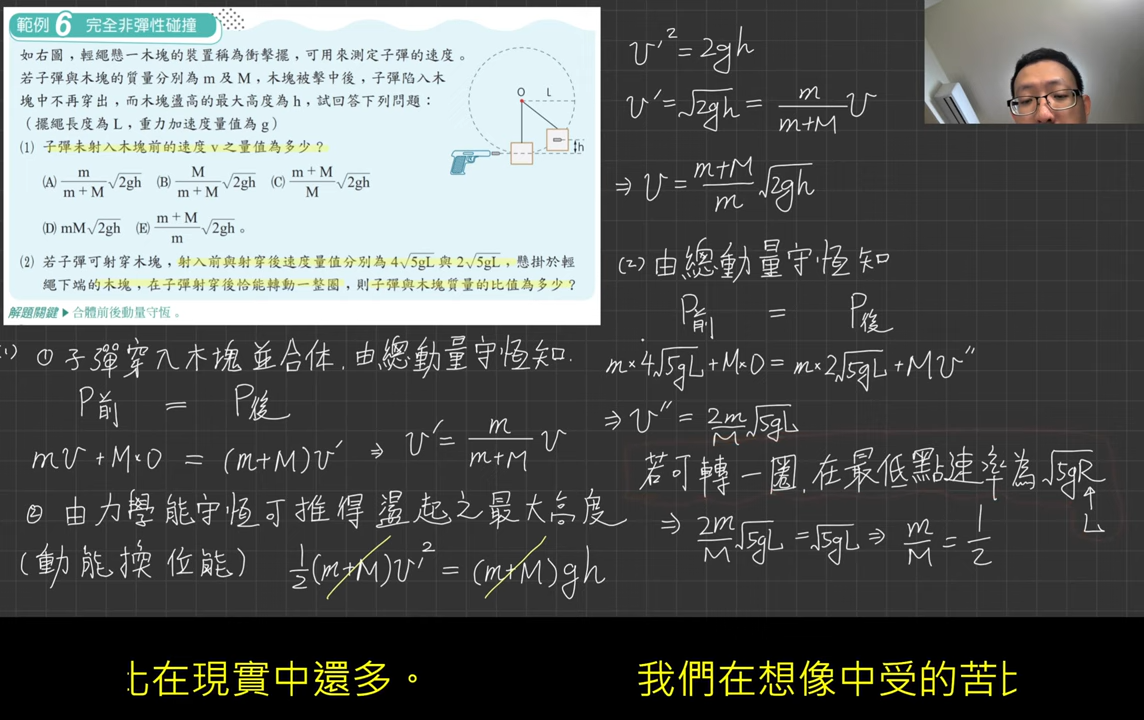 範例 6 完全非彈性碰撞
如右圖，輕繩懸一木塊的裝置稱為衝擊擺，可用來測定子彈的速度。
若子彈與木塊的質量分別為 m 及 M，木塊被擊中後，子彈陷入木
塊中不再穿出，而木塊盪高的最大高度為 h，試回答下列問題：
（擺繩長度為 L，重力加速度量值為 g）
(1) 子彈未射入木塊前的速度 v 之量值為多少？
(A) m/(m + M) √2gh (B) M/(m + M) √2gh (C) (m + M)/M √2gh
(D) mM√2gh (E) (m + M)/m √2gh。
(2) 若子彈可射穿木塊，射入前與射穿後速度量值分別為 4√5gL 與 2√5gL，懸掛於輕
繩下端的木塊，在子彈射穿後恰能轉動一整圈，則子彈與木塊質量的比值為多少？
O L
h
解題關鍵▶合體前後動量守恆。
1) ① 子彈穿入木塊並合体，由總動量守恆知.
P前 = P後
mv + M×0 = (m+M)v' ⇒ v' = m/(m+M) v
② 由力學能守恆可推得盪起之最大高度
(動能換位能) 1/2(m+M)v'² = (m+M)gh
v'² = 2gh
v' = √2gh = m/(m+M) v
⇒ v = (m+M)/m √2gh
(2) 由總動量守恆知
P前 = P後
m×4√5gL + M×0 = m×2√5gL + Mv''
⇒ v'' = 2m/M √5gL
若可轉一圈，在最低點速率為√5gR
↑
L
⇒ 2m/M √5gL = √5gL ⇒ m/M = 1/2
比在現實中還多。 我們在想像中受的苦比